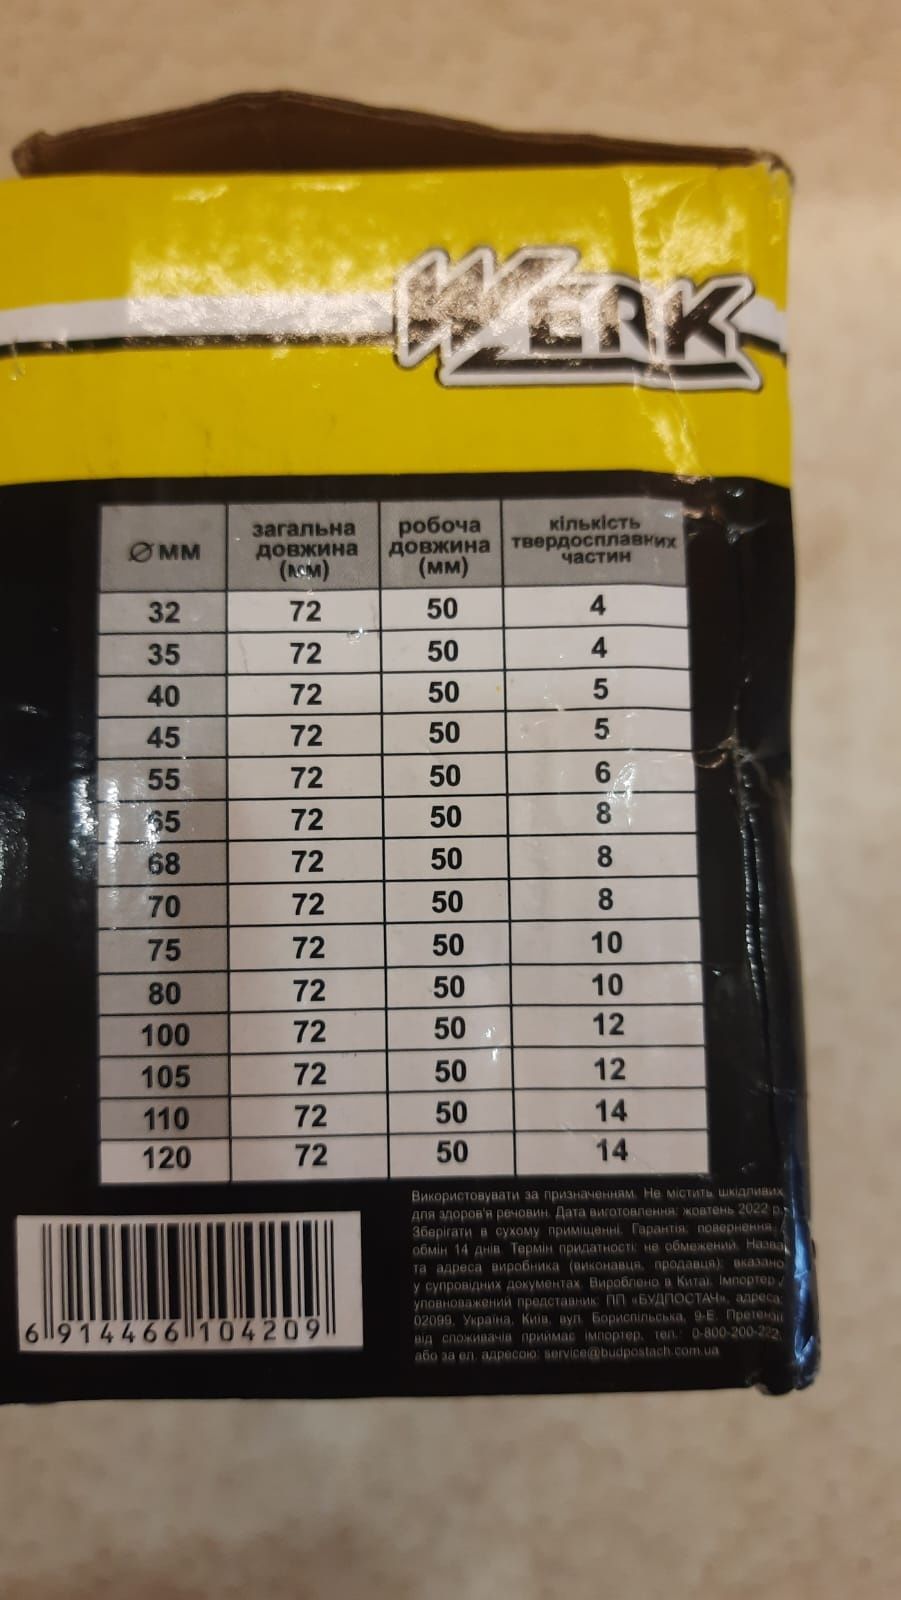 WERK
Ø мм загальна довжина (мм) робоча довжина (мм) кількість твердосплавних частин
32 72 50 4
35 72 50 4
40 72 50 5
45 72 50 5
55 72 50 6
65 72 50 8
68 72 50 8
70 72 50 8
75 72 50 10
80 72 50 10
100 72 50 12
105 72 50 12
110 72 50 14
120 72 50 14
Використовувати за призначенням. Не містить шкідливих
для здоров'я речовин. Дата виготовлення: жовтень 2022 р.
Зберігати в сухому приміщенні. Гарантія: повернення /
обмін 14 днів. Термін придатності: не обмежений. Назва
та адреса виробника (виконавця, продавця): вказано
у супровідних документах. Вироблено в Китаї. Імпортер /
уповноважений представник: ПП «БУДПОСТАЧ», адреса:
02099, Україна, Київ, вул. Бориспільська, 9-Е. Претензії
від споживачів приймає імпортер, тел.: 0-800-200-222,
або за ел. адресою: service@budpostach.com.ua
6 914466 104209